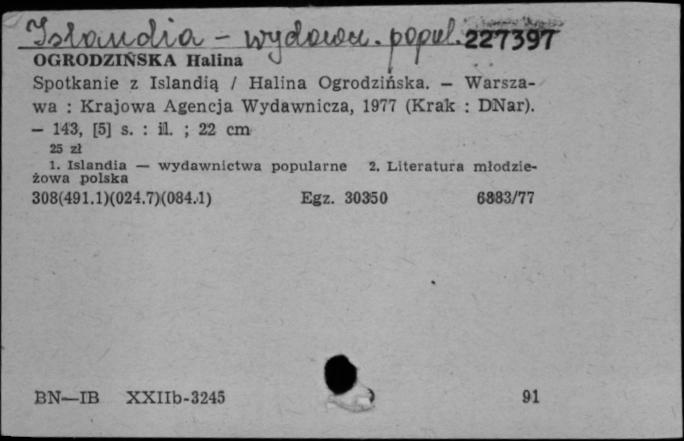 Islandia - wydawn. popul. 227397
OGRODZIŃSKA Halina
Spotkanie z Islandią / Halina Ogrodzińska. — Warsza-
wa : Krajowa Agencja Wydawnicza, 1977 (Krak : DNar).
— 143, [5] s. : il. ; 22 cm
25 zł
1. Islandia — wydawnictwa popularne 2. Literatura młodzie-
żowa polska
308(491.1)(024.7)(084.1) Egz. 30350 6883/77
BN—IB XXIIb-3245 91